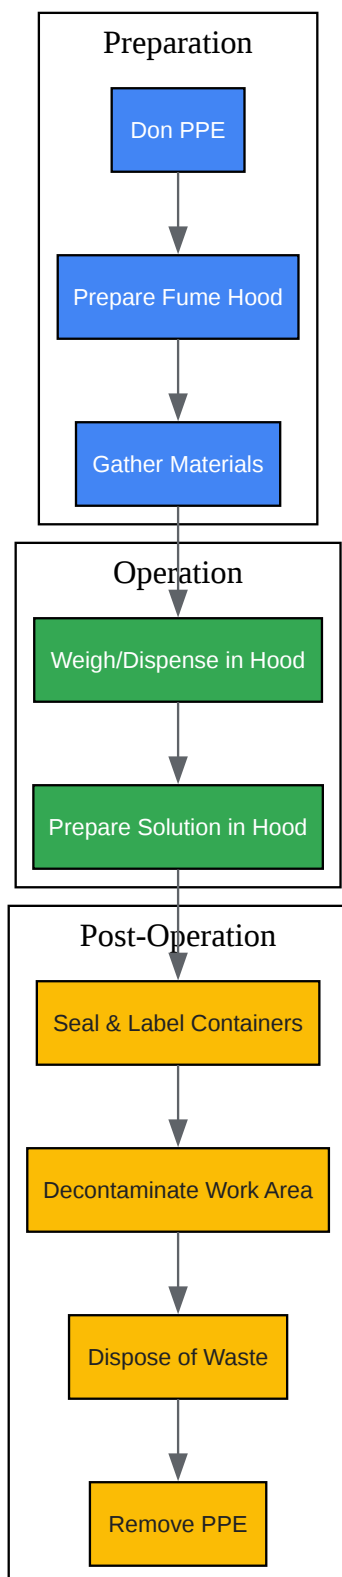 Preparation
Don PPE
Prepare Fume Hood
Gather Materials
Operation
Weigh/Dispense in Hood
Prepare Solution in Hood
Post-Operation
Seal & Label Containers
Decontaminate Work Area
Dispose of Waste
Remove PPE